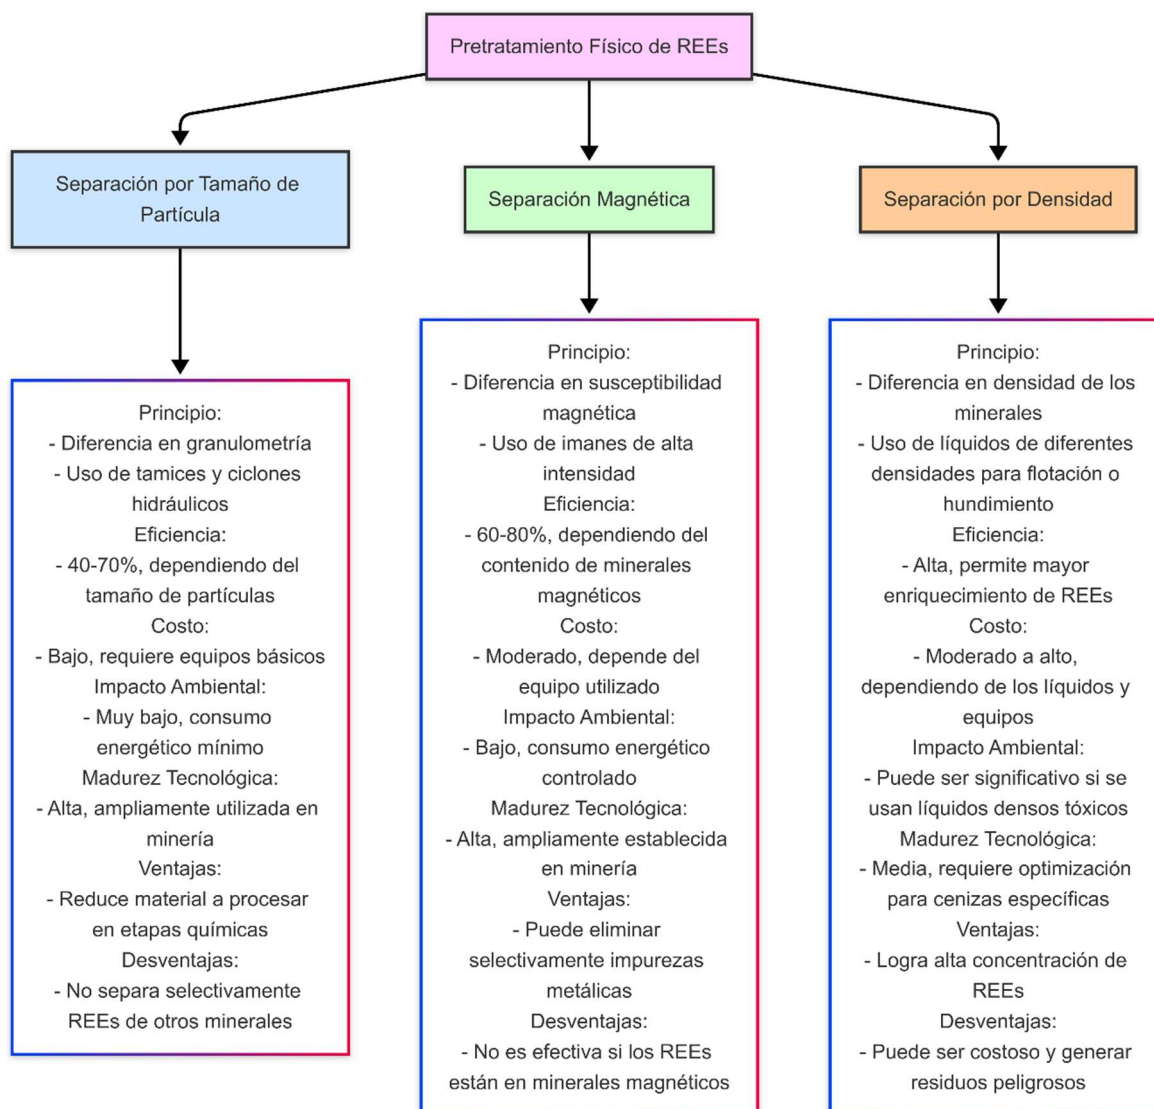 Pretratamiento Físico de REEs
Separación por Tamaño de
Partícula
Separación Magnética
Separación por Densidad
Principio:
- Diferencia en granulometría
- Uso de tamices y ciclones
hidráulicos
Eficiencia:
- 40-70%, dependiendo del
tamaño de partículas
Costo:
- Bajo, requiere equipos básicos
Impacto Ambiental:
- Muy bajo, consumo
energético mínimo
Madurez Tecnológica:
- Alta, ampliamente utilizada en
minería
Ventajas:
- Reduce material a procesar
en etapas químicas
Desventajas:
- No separa selectivamente
REEs de otros minerales
Principio:
- Diferencia en susceptibilidad
magnética
- Uso de imanes de alta
intensidad
Eficiencia:
- 60-80%, dependiendo del
contenido de minerales
magnéticos
Costo:
- Moderado, depende del
equipo utilizado
Impacto Ambiental:
- Bajo, consumo energético
controlado
Madurez Tecnológica:
- Alta, ampliamente establecida
en minería
Ventajas:
- Puede eliminar
selectivamente impurezas
metálicas
Desventajas:
- No es efectiva si los REEs
están en minerales magnéticos
Principio:
- Diferencia en densidad de los
minerales
- Uso de líquidos de diferentes
densidades para flotación o
hundimiento
Eficiencia:
- Alta, permite mayor
enriquecimiento de REEs
Costo:
- Moderado a alto,
dependiendo de los líquidos y
equipos
Impacto Ambiental:
- Puede ser significativo si se
usan líquidos densos tóxicos
Madurez Tecnológica:
- Media, requiere optimización
para cenizas específicas
Ventajas:
- Logra alta concentración de
REEs
Desventajas:
- Puede ser costoso y generar
residuos peligrosos